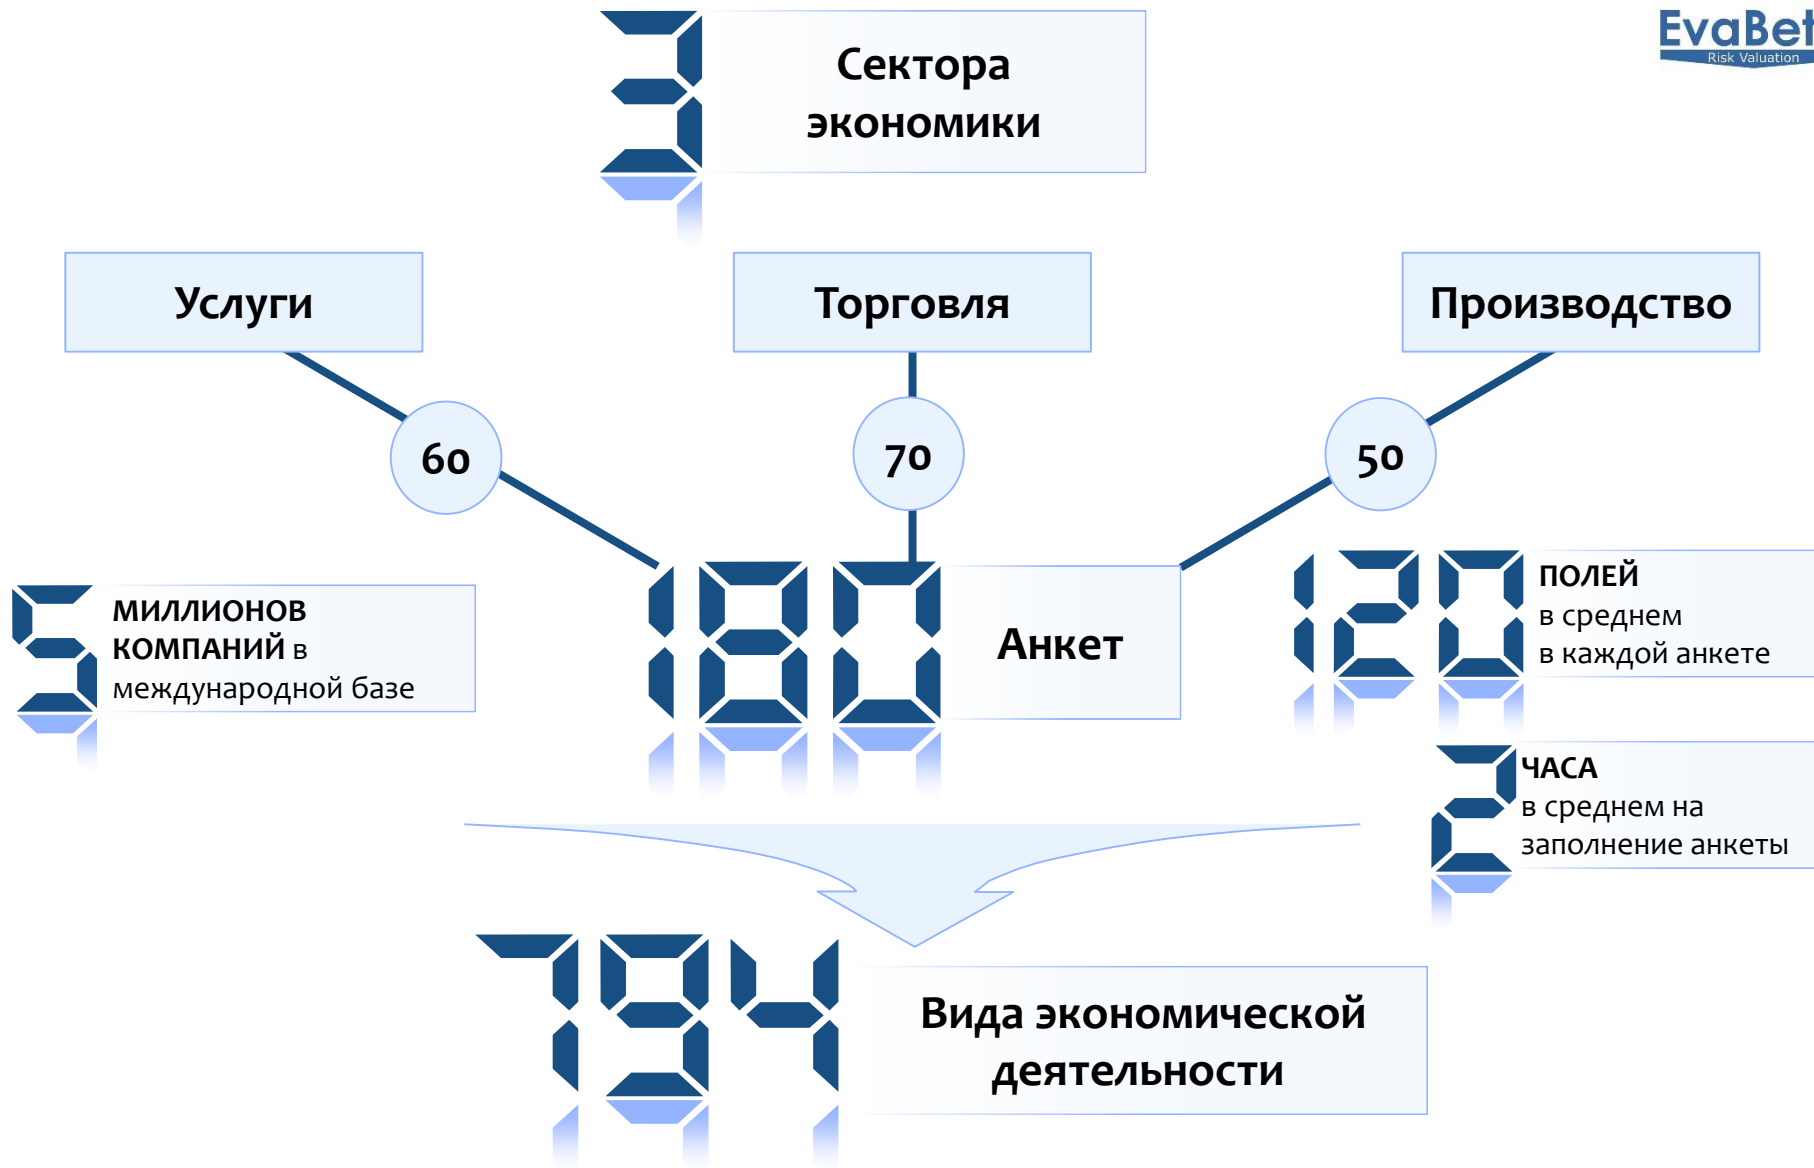 3
Сектора
экономики
EvaBet
Risk Valuation
Услуги
Торговля
Производство
60
70
50
5
МИЛЛИОНОВ
КОМПАНИЙ в
международной базе
180
Анкет
120
ПОЛЕЙ
в среднем
в каждой анкете
2
ЧАСА
в среднем на
заполнение анкеты
794
Вида экономической
деятельности